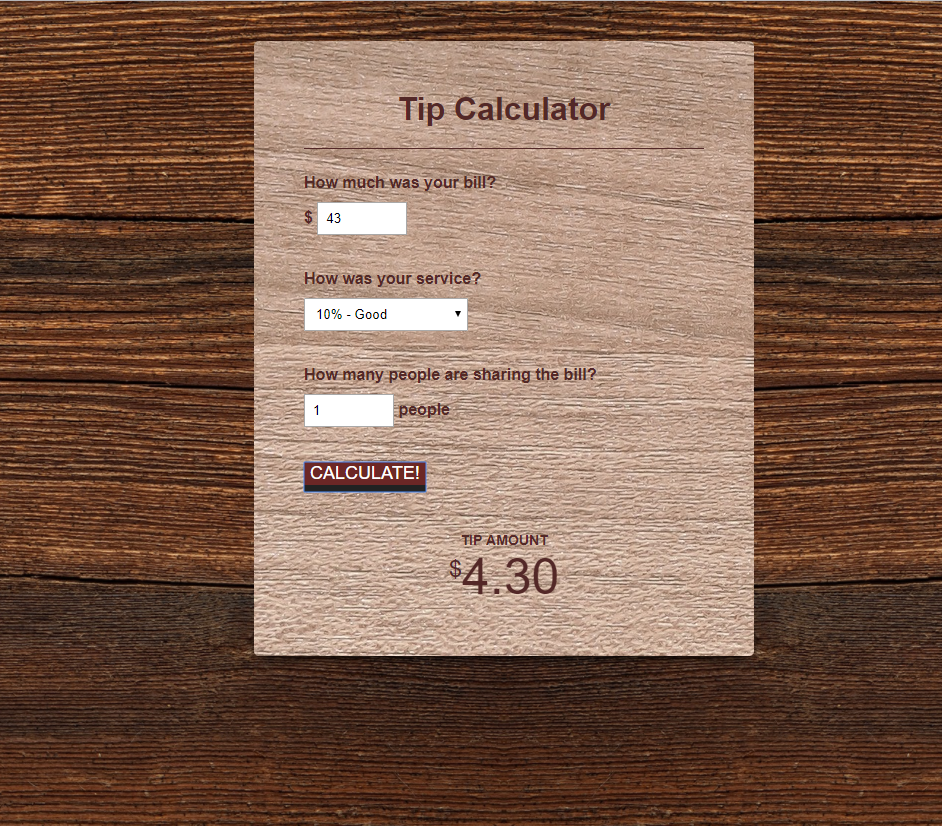 Tip Calculator
How much was your bill?
$ 43
How was your service?
10% - Good
How many people are sharing the bill?
1 people
CALCULATE!
TIP AMOUNT
$4.30